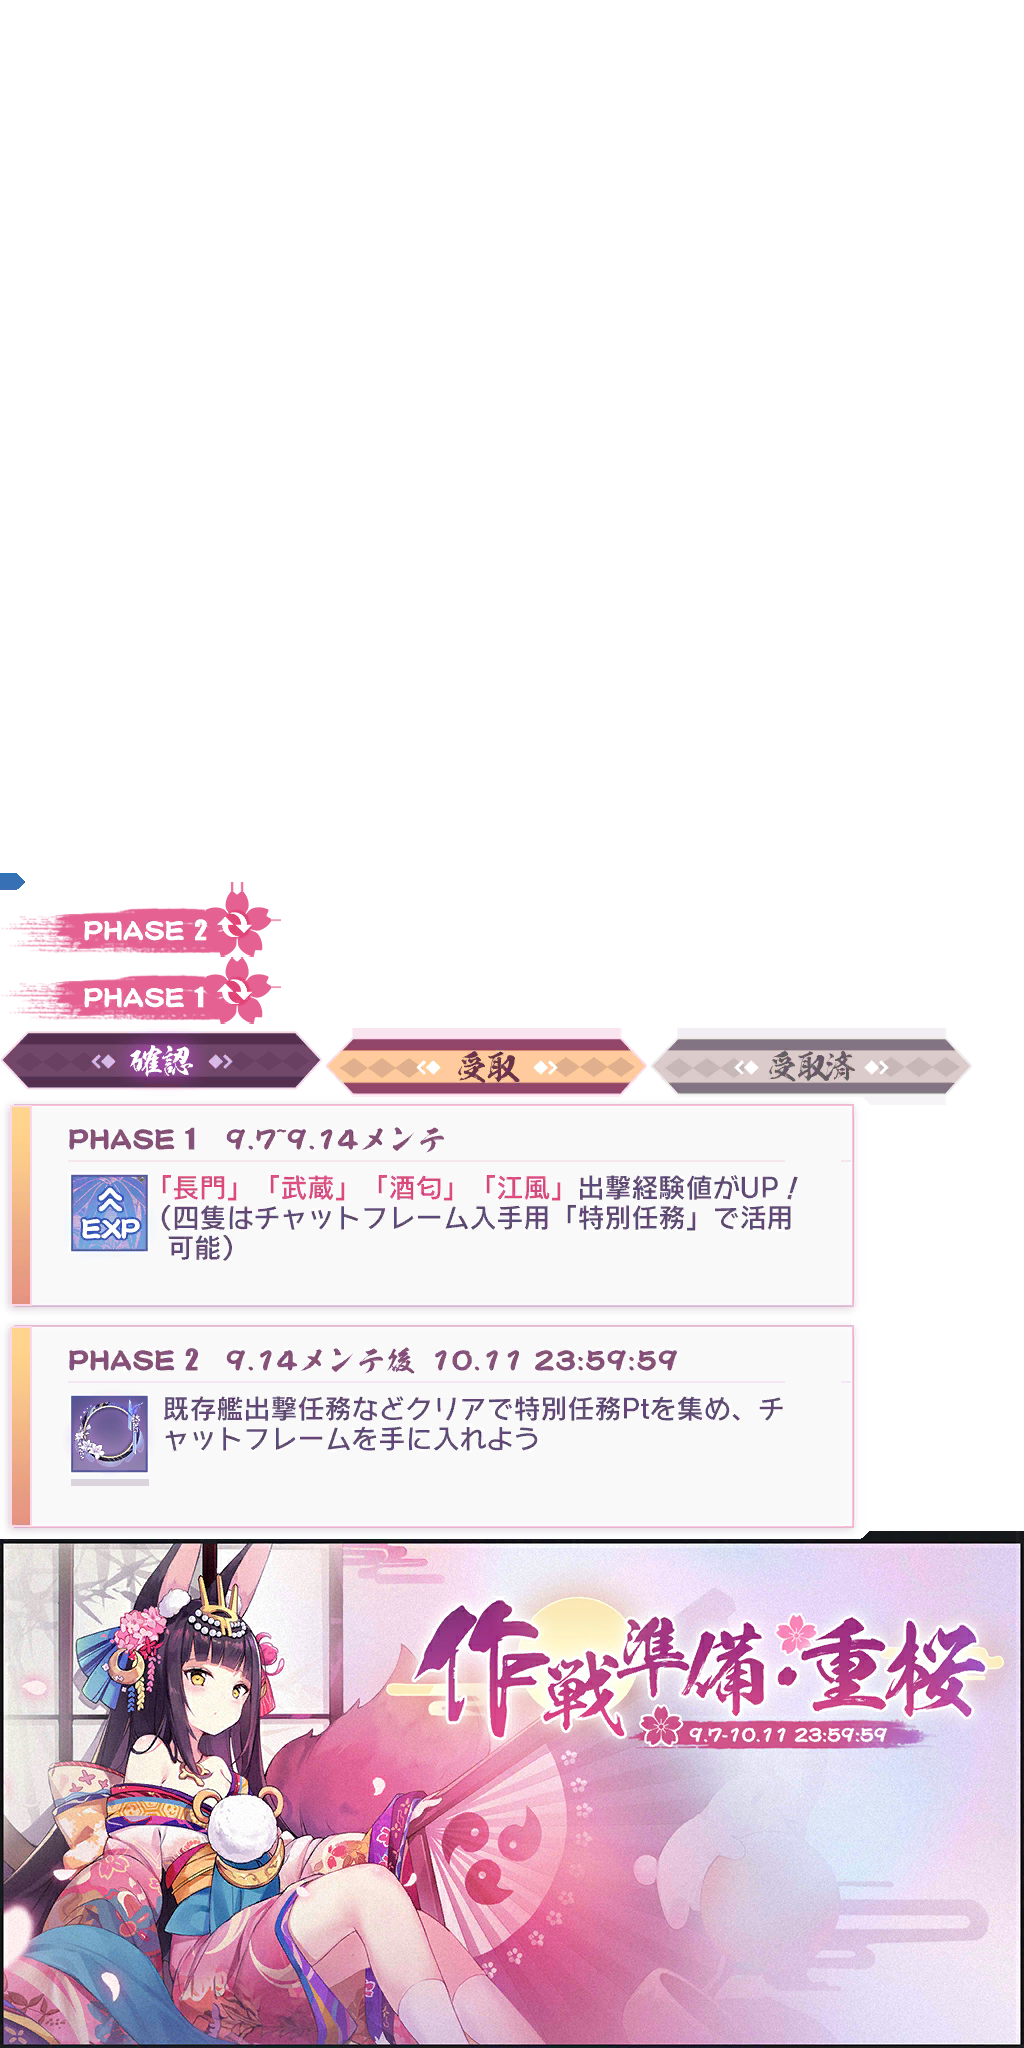 PHASE 2
PHASE 1
確認
受取
受取済
PHASE 1 9.7~9.14メンテ
EXP
「長門」「武蔵」「酒匂」「江風」出撃経験値がUP！
（四隻はチャットフレーム入手用「特別任務」で活用
可能）
PHASE 2 9.14メンテ後 10.11 23:59:59
既存艦出撃任務などクリアで特別任務Ptを集め、チ
ャットフレームを手に入れよう
作戦準備・重桜
9.7-10.11 23:59:59